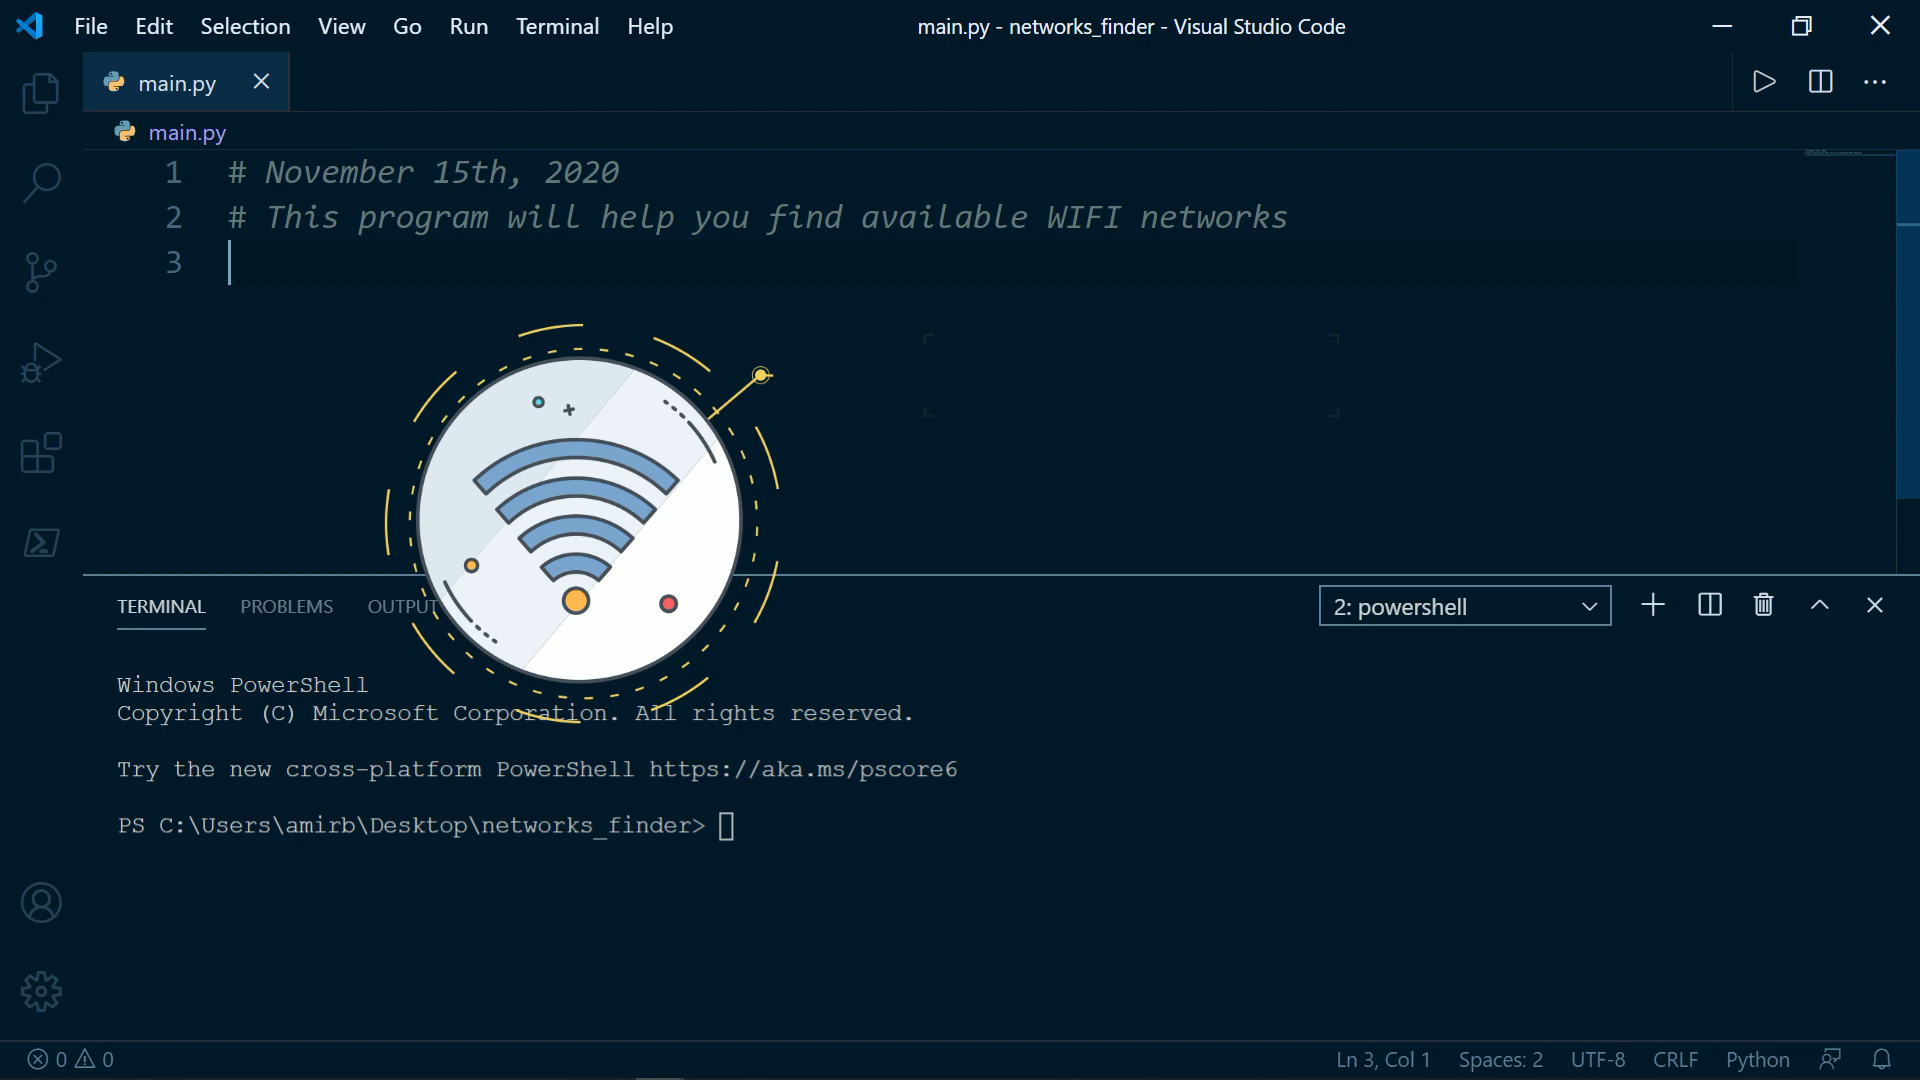 File Edit Selection View Go Run Terminal Help
main.py - networks_finder - Visual Studio Code
main.py
main.py
1 # November 15th, 2020
2 # This program will help you find available WIFI networks
3
TERMINAL PROBLEMS OUTPUT
2: powershell
Windows PowerShell
Copyright (C) Microsoft Corporation. All rights reserved.
Try the new cross-platform PowerShell https://aka.ms/pscore6
PS C:\Users\amirb\Desktop\networks_finder>
0 0
Ln 3, Col 1 Spaces: 2 UTF-8 CRLF Python